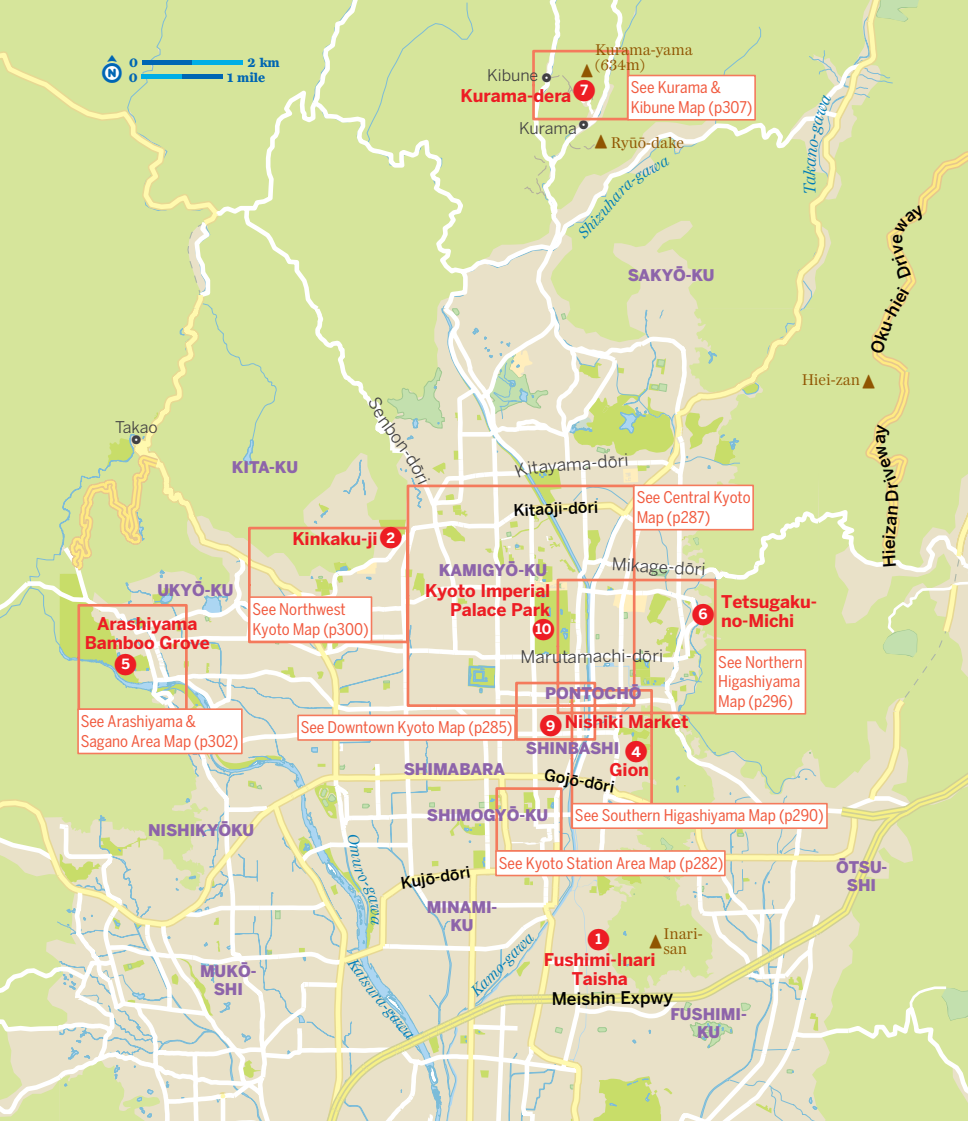 N
0 2 km
0 1 mile
Kurama-yama
(634m)
Kibune
Kurama-dera 7
See Kurama &
Kibune Map (p307)
Kurama
Ryūō-dake
Takano-gawa
Shizuhara-gawa
Oku-hiei Driveway
SAKYŌ-KU
Hiei-zan
Senbon-dōri
Takao
KITA-KU
Kitayama-dōri
Hieizan Driveway
See Central Kyoto
Map (p287)
Kitaōji-dōri
Kinkaku-ji 2
Mikage-dōri
KAMIGYŌ-KU
UKYŌ-KU
Kyoto Imperial
Palace Park
10
See Northwest
Kyoto Map (p300)
Tetsugaku-
no-Michi
6
Arashiyama
Bamboo Grove
5
Marutamachi-dōri
See Northern
Higashiyama
Map (p296)
PONTOCHŌ
See Arashiyama &
Sagano Area Map (p302)
See Downtown Kyoto Map (p285)
9 Nishiki Market
SHINBASHI
4
Gion
SHIMABARA
Gojō-dōri
SHIMOGYŌ-KU
See Southern Higashiyama Map (p290)
NISHIKYŌKU
Omuro-gawa
See Kyoto Station Area Map (p282)
ŌTSU-
SHI
Kujō-dōri
MINAMI-
KU
1
Fushimi-Inari
Taisha
Inari-
san
Kamo-gawa
MUKŌ-
SHI
Katsura-gawa
Meishin Expwy
FUSHIMI-
KU